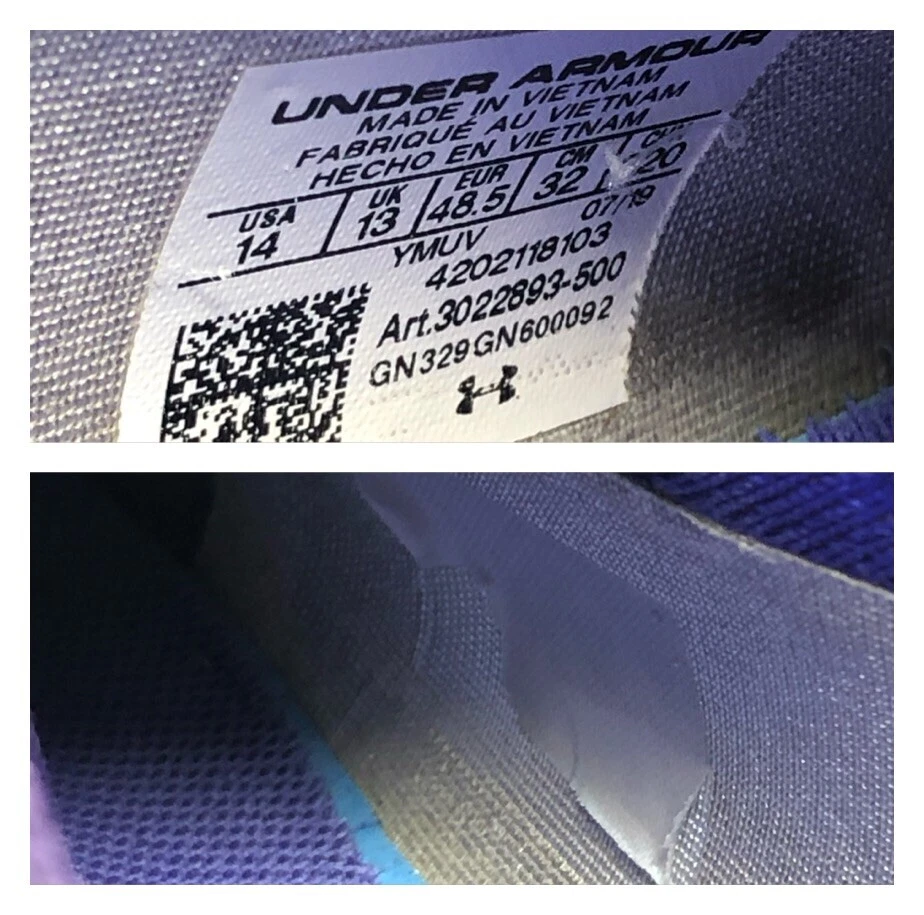 UNDER ARMOUR
MADE IN VIETNAM
FABRIQUÉ AU VIETNAM
HECHO EN VIETNAM
USA UK EUR CM
14 13 48.5 32 320
YMUV 07/19
4202118103
Art.3022893-500
GN329GN600092